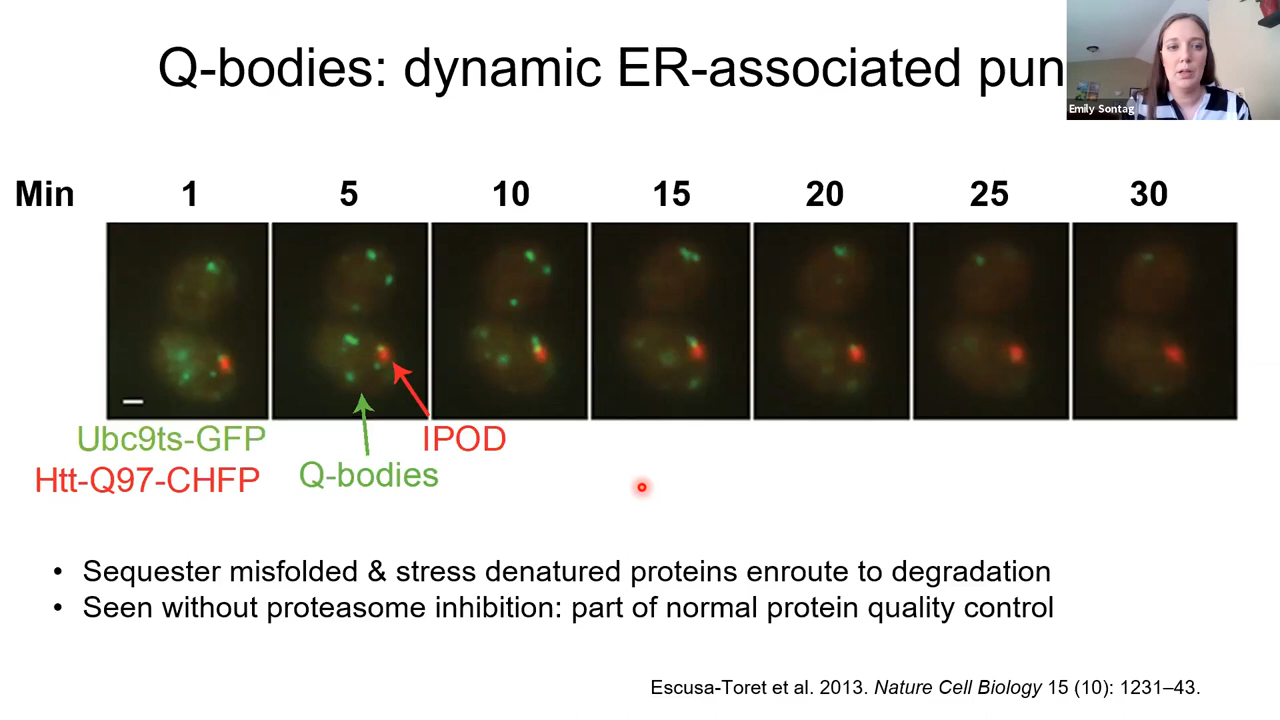 Q-bodies: dynamic ER-associated pun
Emily Sontag
Min 1 5 10 15 20 25 30
Ubc9ts-GFP
Htt-Q97-CHFP
Q-bodies
IPOD
• Sequester misfolded & stress denatured proteins enroute to degradation
• Seen without proteasome inhibition: part of normal protein quality control
Escusa-Toret et al. 2013. Nature Cell Biology 15 (10): 1231–43.